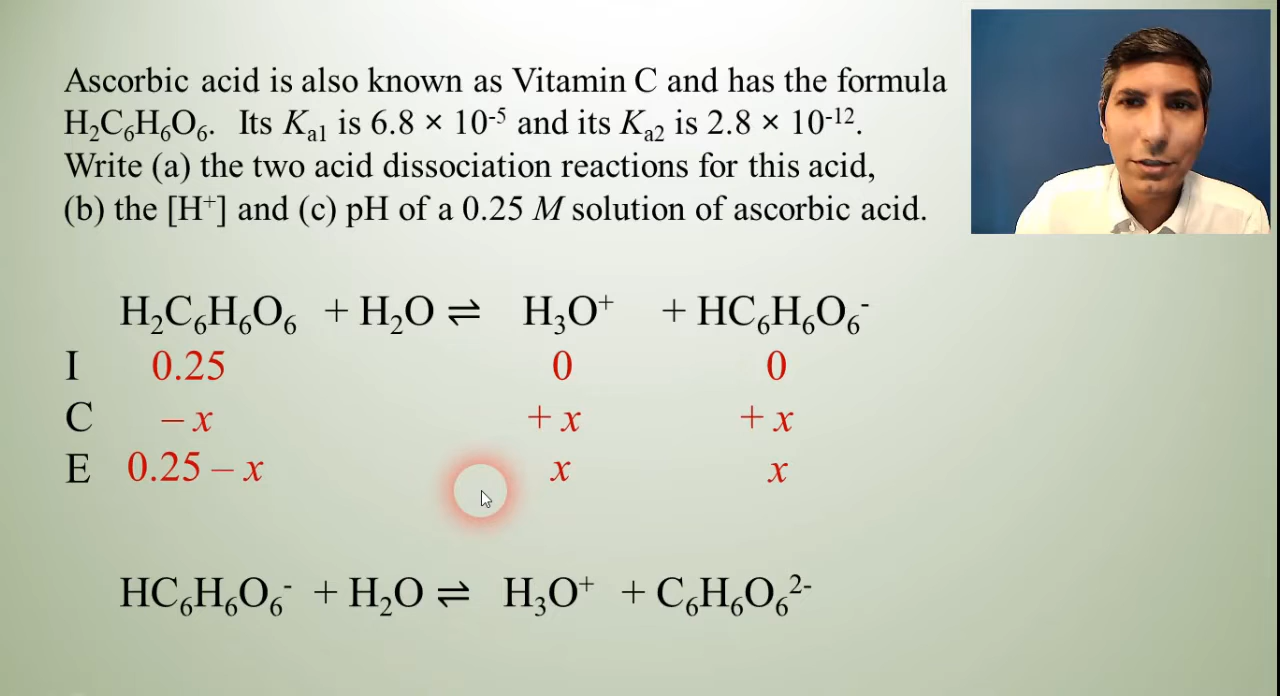 Ascorbic acid is also known as Vitamin C and has the formula
H₂C₆H₆O₆. Its Kₐ₁ is 6.8 × 10⁻⁵ and its Kₐ₂ is 2.8 × 10⁻¹².
Write (a) the two acid dissociation reactions for this acid,
(b) the [H⁺] and (c) pH of a 0.25 M solution of ascorbic acid.
H₂C₆H₆O₆ + H₂O ⇌ H₃O⁺ + HC₆H₆O₆⁻
I 0.25 0 0
C – x + x + x
E 0.25 – x x x
HC₆H₆O₆⁻ + H₂O ⇌ H₃O⁺ + C₆H₆O₆²⁻